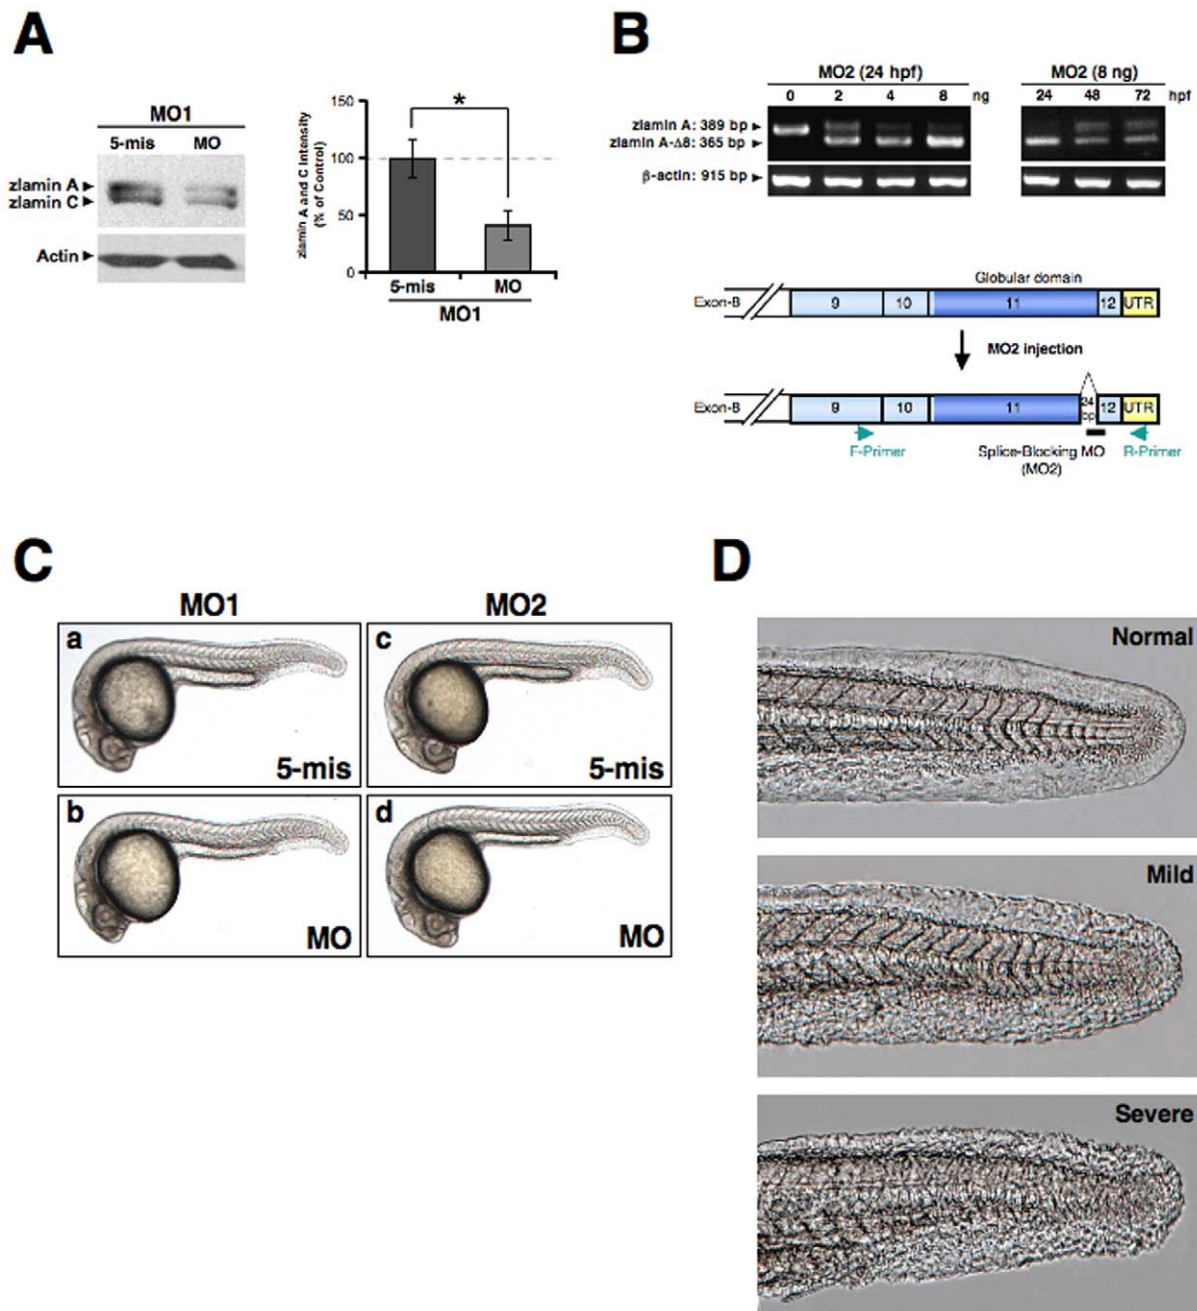 A
MO1
5-mis MO
zlamin A
zlamin C
Actin
zlamin A and C Intensity
(% of Control)
150
100
50
0
*
5-mis MO
MO1
B
MO2 (24 hpf)
0 2 4 8 ng
MO2 (8 ng)
24 48 72 hpf
zlamin A: 389 bp
zlamin A-Δ8: 365 bp
β-actin: 915 bp
Globular domain
Exon-8 9 10 11 12 UTR
MO2 injection
Exon-8 9 10 11 24 bp 12 UTR
F-Primer
Splice-Blocking MO
(MO2)
R-Primer
C
MO1 MO2
a
5-mis
c
5-mis
b
MO
d
MO
D
Normal
Mild
Severe